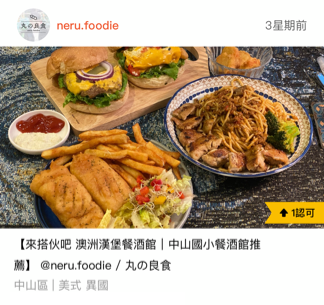 丸の良食
neru.foodie
3星期前
1認可
【來搭伙吧 澳洲漢堡餐酒館｜中山國小餐酒館推
薦】 @neru.foodie / 丸の良食
中山區 | 美式 異國